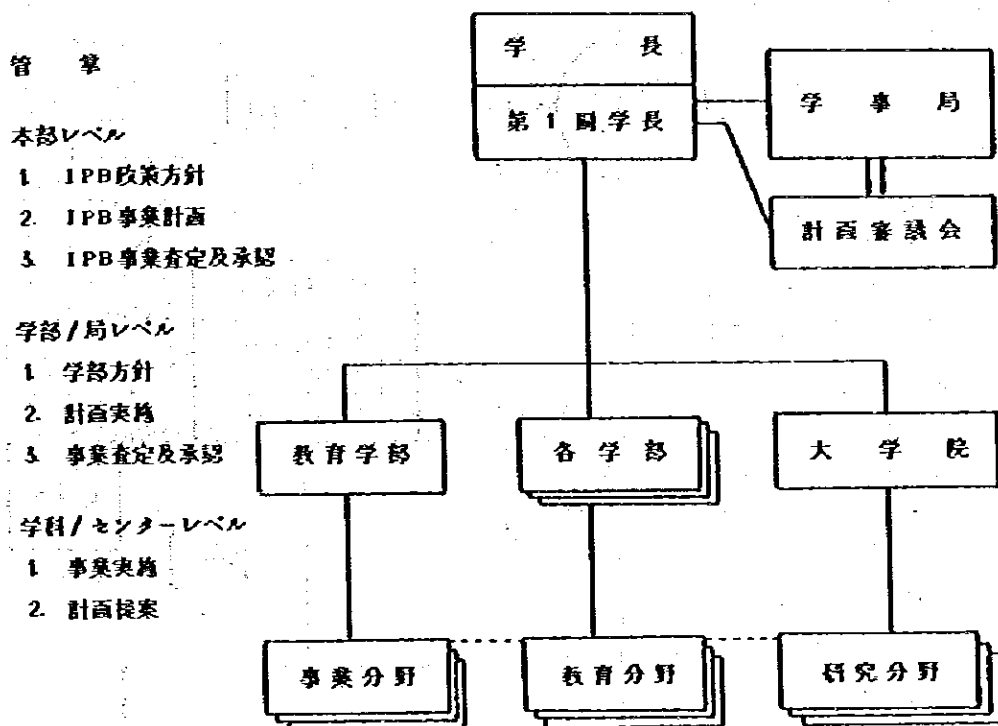 管 掌
本部レベル
1. IPB政策方針
2. IPB事業計画
3. IPB事業査定及承認
学部/局レベル
1. 学部方針
2. 計画実施
3. 事業査定及承認
学科/センターレベル
1. 事業実施
2. 計画提案
学 長
第1副学長
学 事 局
計画審議会
教育学部
各学部
大 学 院
事業分野
教育分野
研究分野